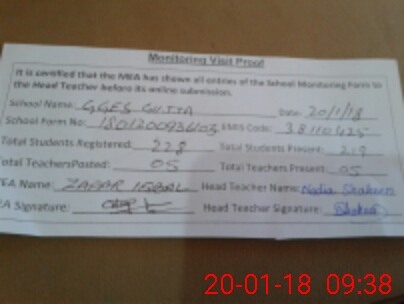 Monitoring Visit Proof
It is certified that the MEA has shown all entries of the School Monitoring Form to
the Head Teacher before its online submission.
School Name: GGES Date: 20/1/18
School Form No: EMIS Code: 38110425
Total Students Registered: 228 Total Students Present: 219
Total Teachers Posted: 05 Total Teachers Present: 05
EA Name: ZAFAR IQBAL Head Teacher Name: Nadia Shaheen
EA Signature: Head Teacher Signature:
20-01-18 09:38